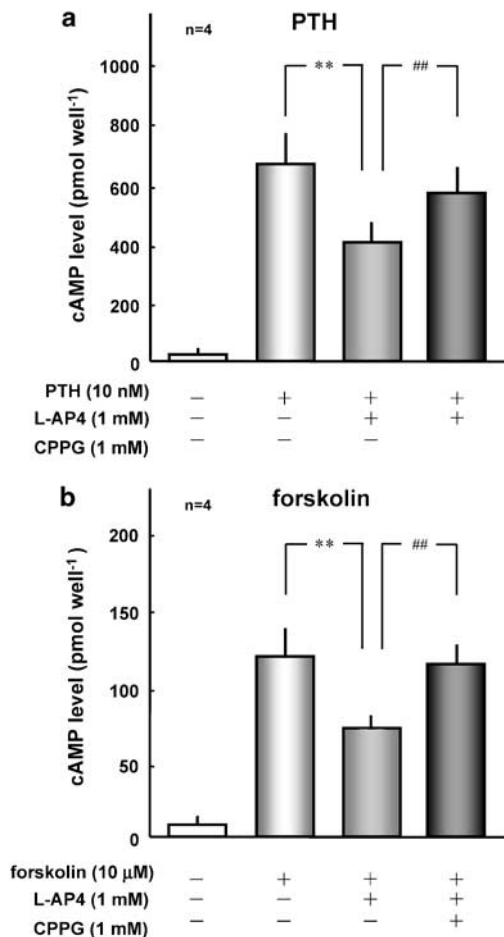 a
n=4
PTH
cAMP level (pmol well⁻¹)
1000
800
600
400
200
0
** ##
PTH (10 nM) – + + +
L-AP4 (1 mM) – – + +
CPPG (1 mM) – – –
b
n=4
forskolin
cAMP level (pmol well⁻¹)
200
150
100
50
0
** ##
forskolin (10 µM) – + + +
L-AP4 (1 mM) – – + +
CPPG (1 mM) – – – +